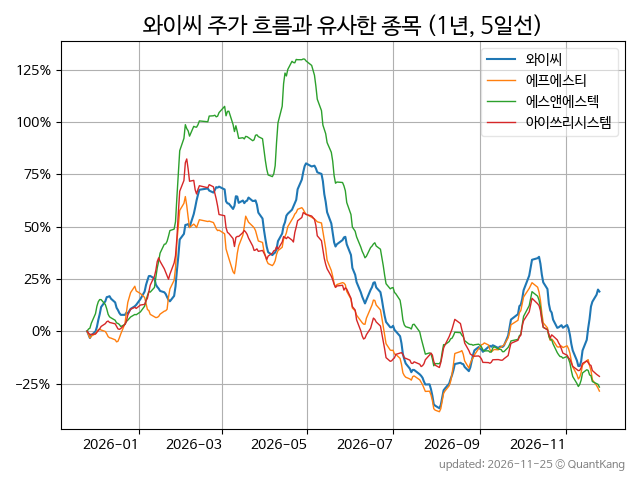 와이씨 주가 흐름과 유사한 종목 (1년, 5일선)
와이씨
에프에스티
에스앤에스텍
아이쓰리시스템
125%
100%
75%
50%
25%
0%
−25%
2026-01 2026-03 2026-05 2026-07 2026-09 2026-11
updated: 2026-11-25 © QuantKang